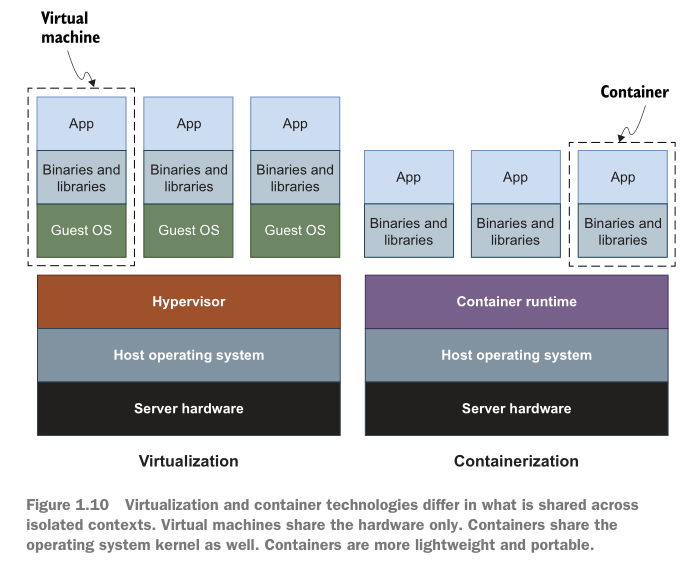 Virtual
machine
Container
App
App
App
Binaries and
libraries
Binaries and
libraries
Binaries and
libraries
Guest OS
Guest OS
Guest OS
App
App
App
Binaries and
libraries
Binaries and
libraries
Binaries and
libraries
Hypervisor
Host operating system
Server hardware
Container runtime
Host operating system
Server hardware
Virtualization
Containerization
Figure 1.10 Virtualization and container technologies differ in what is shared across
isolated contexts. Virtual machines share the hardware only. Containers share the
operating system kernel as well. Containers are more lightweight and portable.